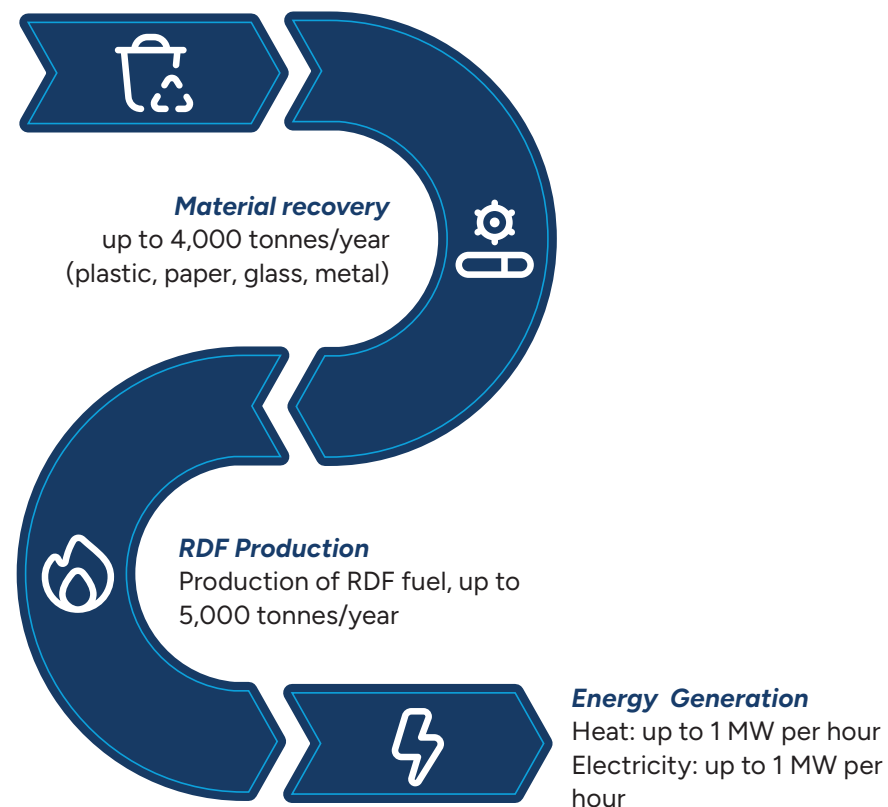 Material recovery
up to 4,000 tonnes/year
(plastic, paper, glass, metal)
RDF Production
Production of RDF fuel, up to
5,000 tonnes/year
Energy Generation
Heat: up to 1 MW per hour
Electricity: up to 1 MW per
hour